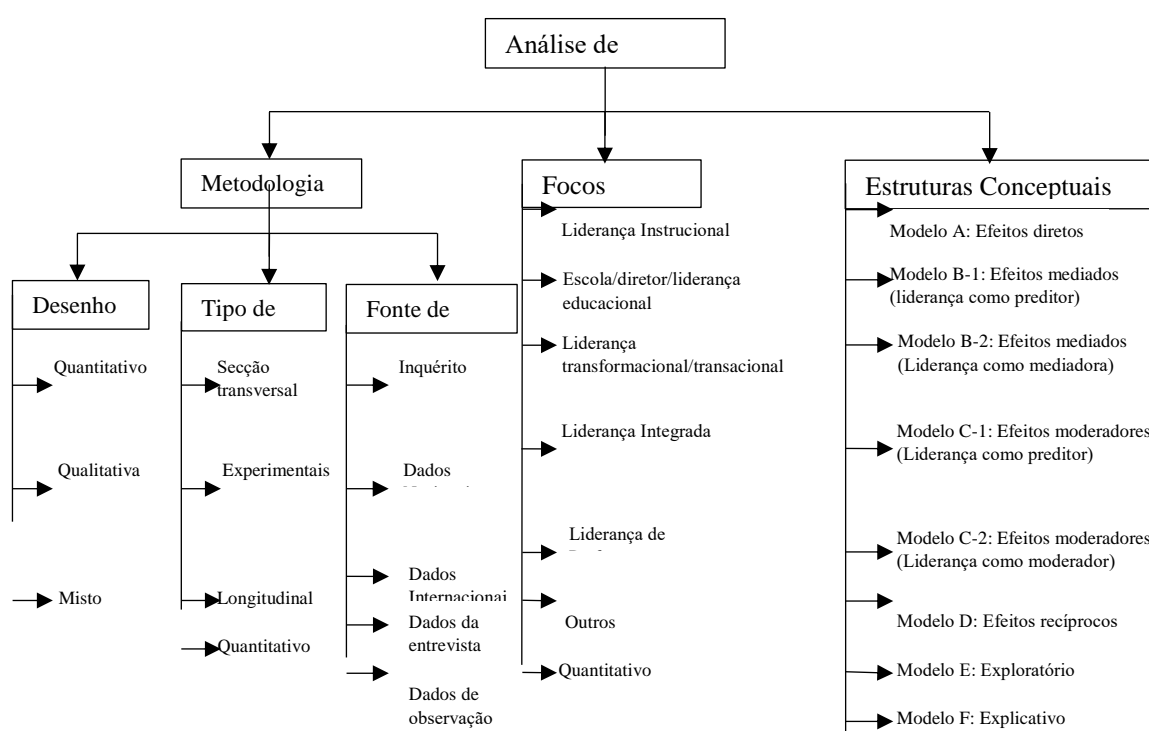 Análise de
Metodologia
Focos
Estruturas Conceptuais
Desenho
Tipo de
Fonte de
Quantitativo
Qualitativa
Misto
Secção
transversal
Experimentais
Longitudinal
Quantitativo
Inquérito
Dados
Dados
Internacional
Dados da
entrevista
Dados de
observação
Liderança Instrucional
Escola/diretor/liderança
educacional
Liderança
transformacional/transacional
Liderança Integrada
Liderança de
Outros
Quantitativo
Modelo A: Efeitos diretos
Modelo B-1: Efeitos mediados
(liderança como preditor)
Modelo B-2: Efeitos mediados
(Liderança como mediadora)
Modelo C-1: Efeitos moderadores
(Liderança como preditor)
Modelo C-2: Efeitos moderadores
(Liderança como moderador)
Modelo D: Efeitos recíprocos
Modelo E: Exploratório
Modelo F: Explicativo